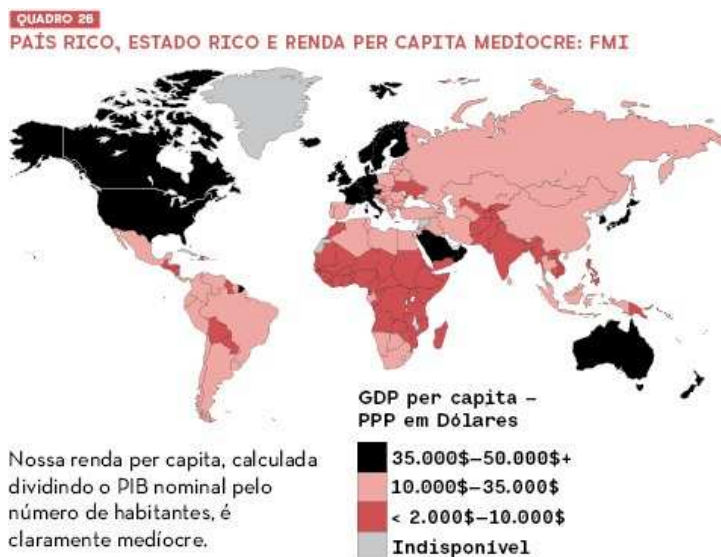 QUADRO 26
PAÍS RICO, ESTADO RICO E RENDA PER CAPITA MEDÍOCRE: FMI
GDP per capita –
PPP em Dólares
35.000$–50.000$+
10.000$–35.000$
< 2.000$–10.000$
Indisponível
Nossa renda per capita, calculada
dividindo o PIB nominal pelo
número de habitantes, é
claramente medíocre.